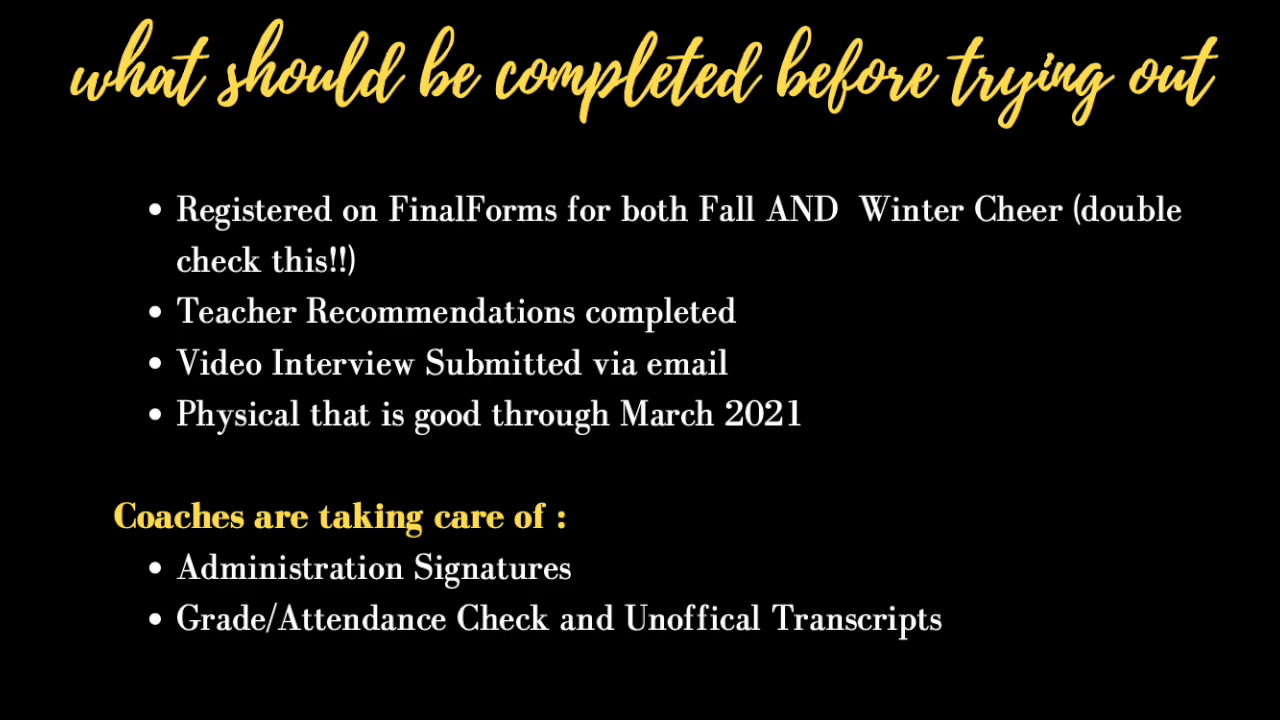 what should be completed before trying out
• Registered on FinalForms for both Fall AND  Winter Cheer (double
check this!!)
• Teacher Recommendations completed
• Video Interview Submitted via email
• Physical that is good through March 2021
Coaches are taking care of :
• Administration Signatures
• Grade/Attendance Check and Unoffical Transcripts